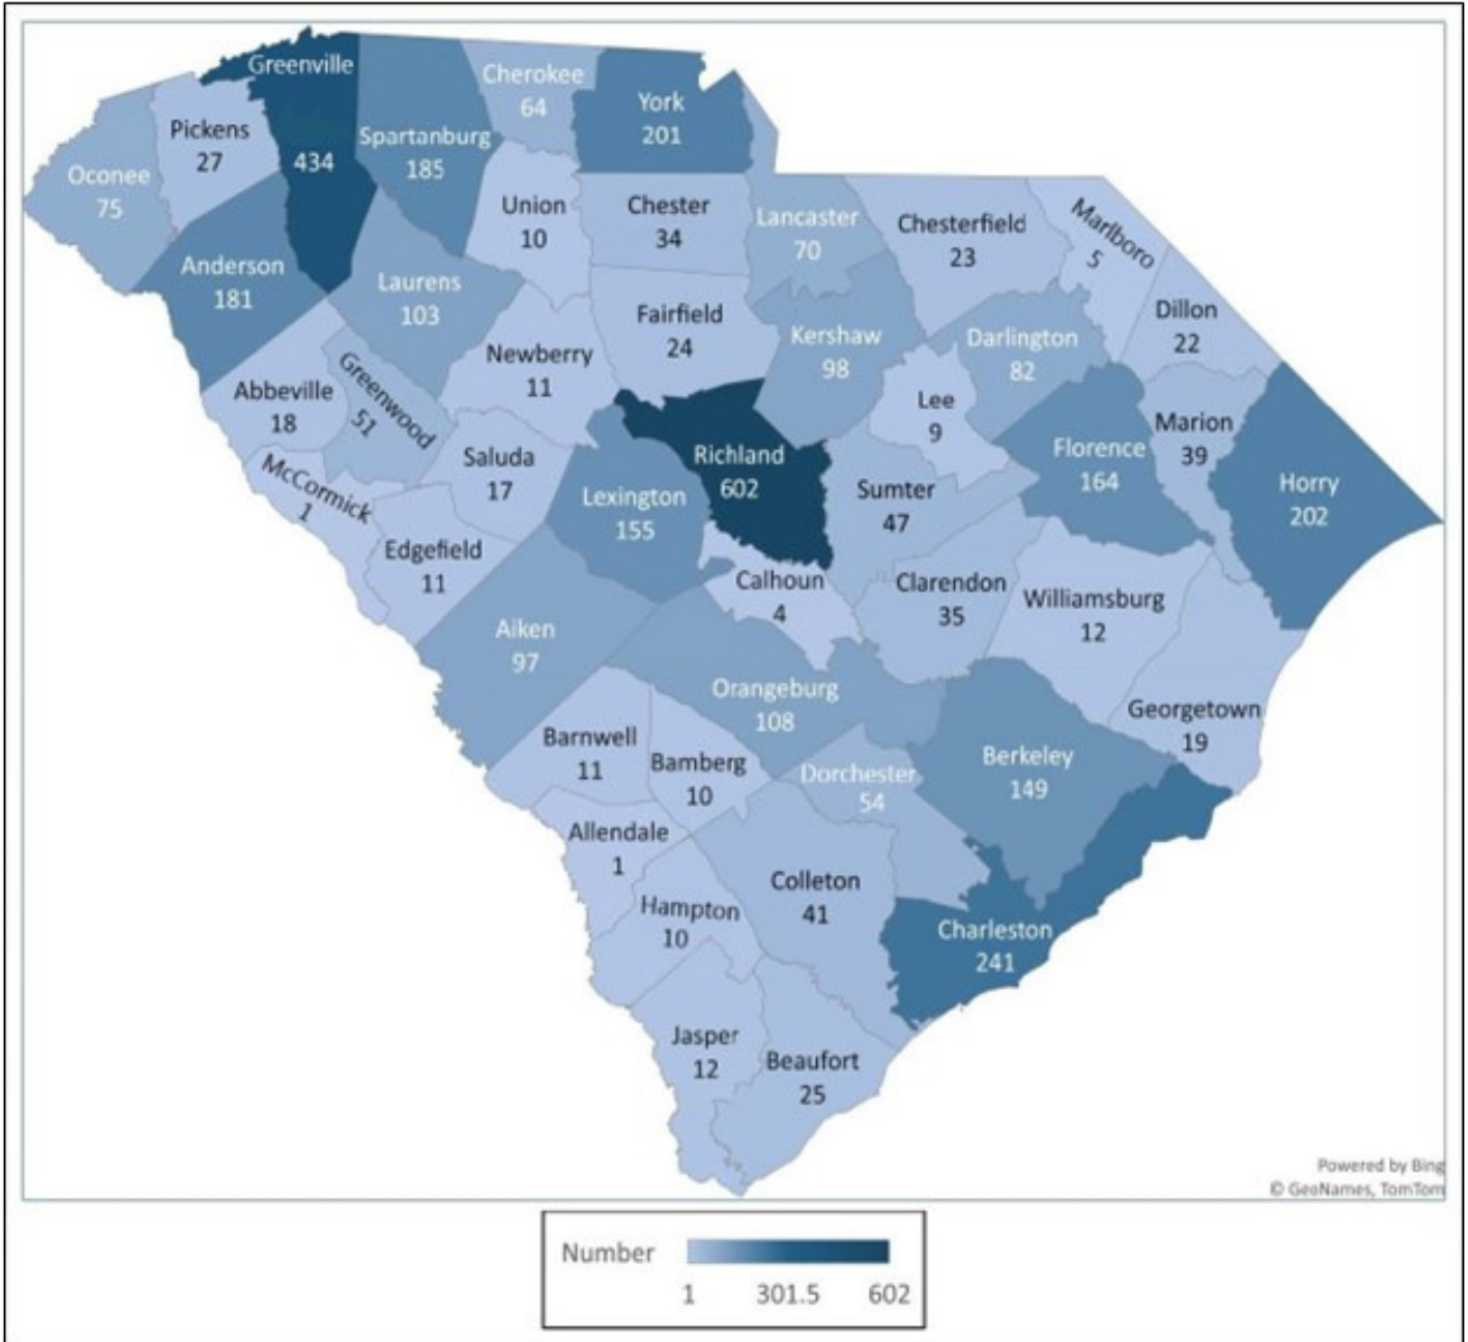 Greenville
434
Cherokee
64
York
201
Pickens
27
Spartanburg
185
Oconee
75
Union
10
Chester
34
Lancaster
70
Chesterfield
23
Marlboro
5
Anderson
181
Laurens
103
Fairfield
24
Kershaw
98
Darlington
82
Dillon
22
Newberry
11
Abbeville
18
Greenwood
51
Lee
9
Marion
39
Florence
164
Horry
202
Saluda
17
Richland
602
McCormick
1
Lexington
155
Sumter
47
Edgefield
11
Calhoun
4
Clarendon
35
Williamsburg
12
Aiken
97
Orangeburg
108
Georgetown
19
Barnwell
11
Bamberg
10
Dorchester
54
Berkeley
149
Allendale
1
Colleton
41
Hampton
10
Charleston
241
Jasper
12
Beaufort
25
Powered by Bing
© GeoNames, TomTom
Number
1 301.5 602